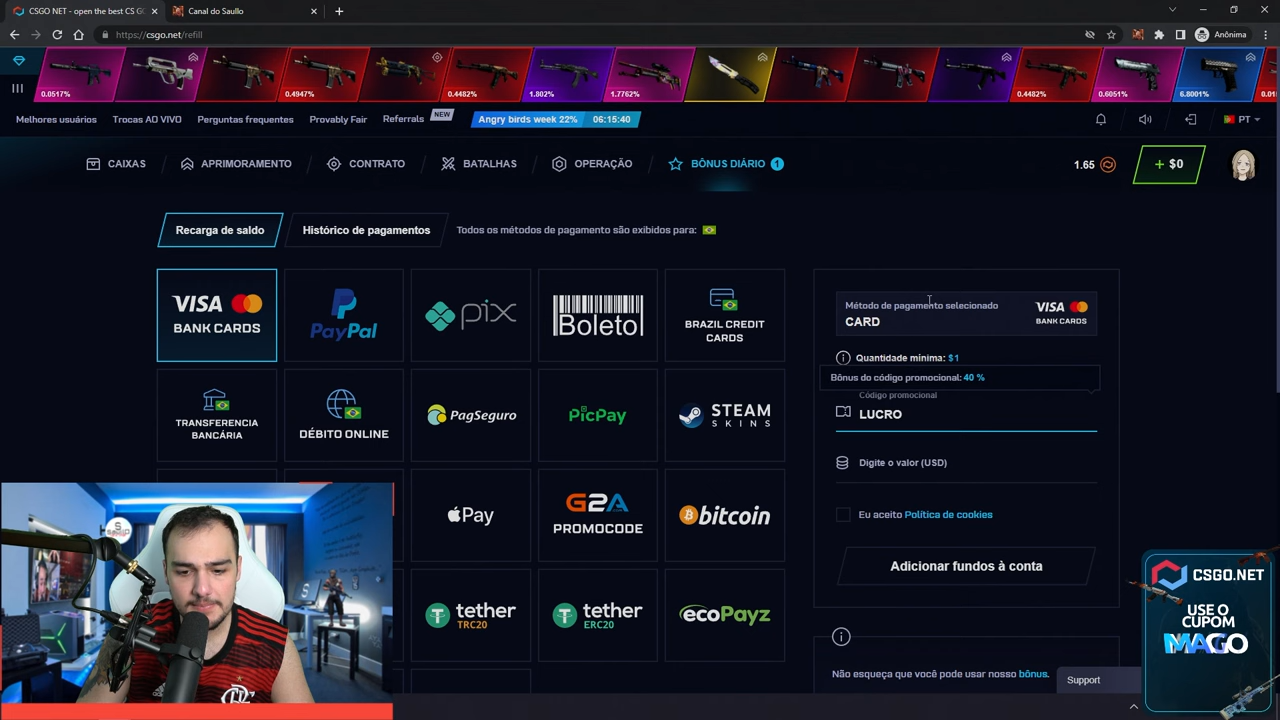 CSGO NET - open the best CS G
Canal do Saullo
https://csgo.net/refill
Anônima
0.0517%
0.4947%
0.4482%
1.802%
1.7762%
0.4482%
0.6051%
6.8001%
0.01
Melhores usuários
Trocas AO VIVO
Perguntas frequentes
Provably Fair
Referrals
NEW
Angry birds week 22%
06:15:40
PT
CAIXAS
APRIMORAMENTO
CONTRATO
BATALHAS
OPERAÇÃO
BÔNUS DIÁRIO
1
1.65
+ $0
Recarga de saldo
Histórico de pagamentos
Todos os métodos de pagamento são exibidos para:
VISA
BANK CARDS
PayPal
pix
Boleto
BRAZIL CREDIT
CARDS
TRANSFERENCIA
BANCÁRIA
DÉBITO ONLINE
PagSeguro
PicPay
STEAM
SKINS
Pay
G2A
PROMOCODE
bitcoin
tether
TRC20
tether
ERC20
ecoPayz
Método de pagamento selecionado
CARD
VISA
BANK CARDS
Quantidade mínima: $1
Bônus do código promocional: 40 %
Código promocional
LUCRO
Digite o valor (USD)
Eu aceito Política de cookies
Adicionar fundos à conta
Não esqueça que você pode usar nosso bônus.
Support
CSGO.NET
USE O
CUPOM
MAGO